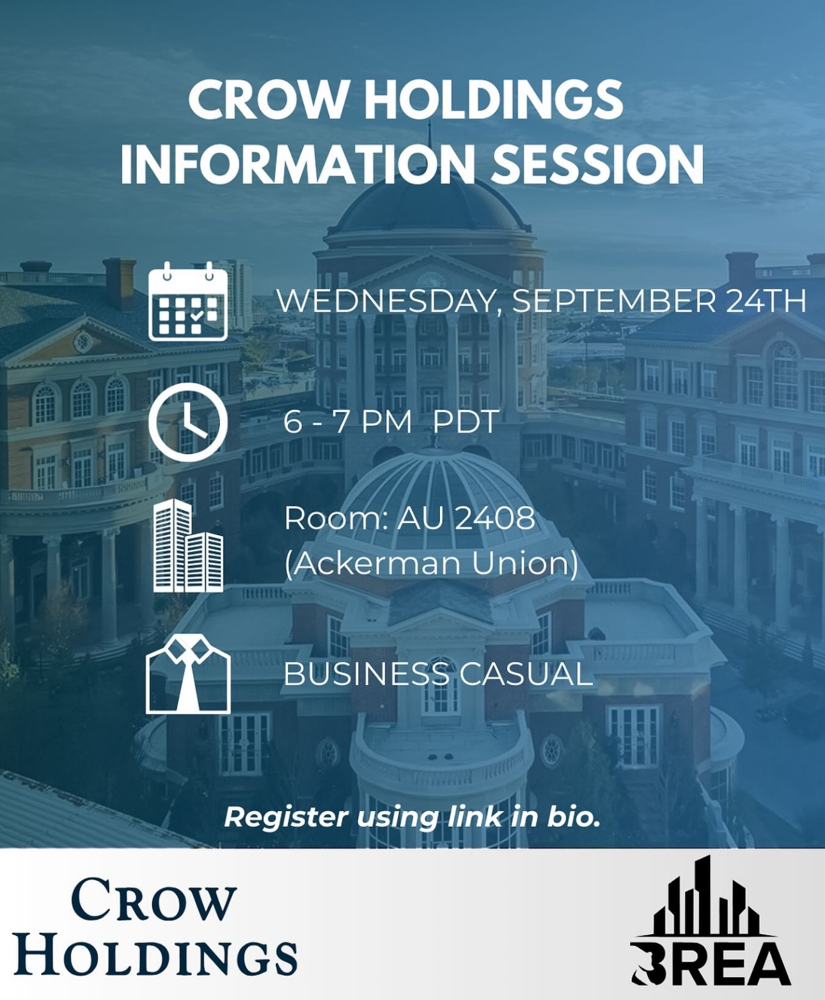 CROW HOLDINGS
INFORMATION SESSION
WEDNESDAY, SEPTEMBER 24TH
6 - 7 PM PDT
Room: AU 2408
(Ackerman Union)
BUSINESS CASUAL
Register using link in bio.
CROW
HOLDINGS
BREA